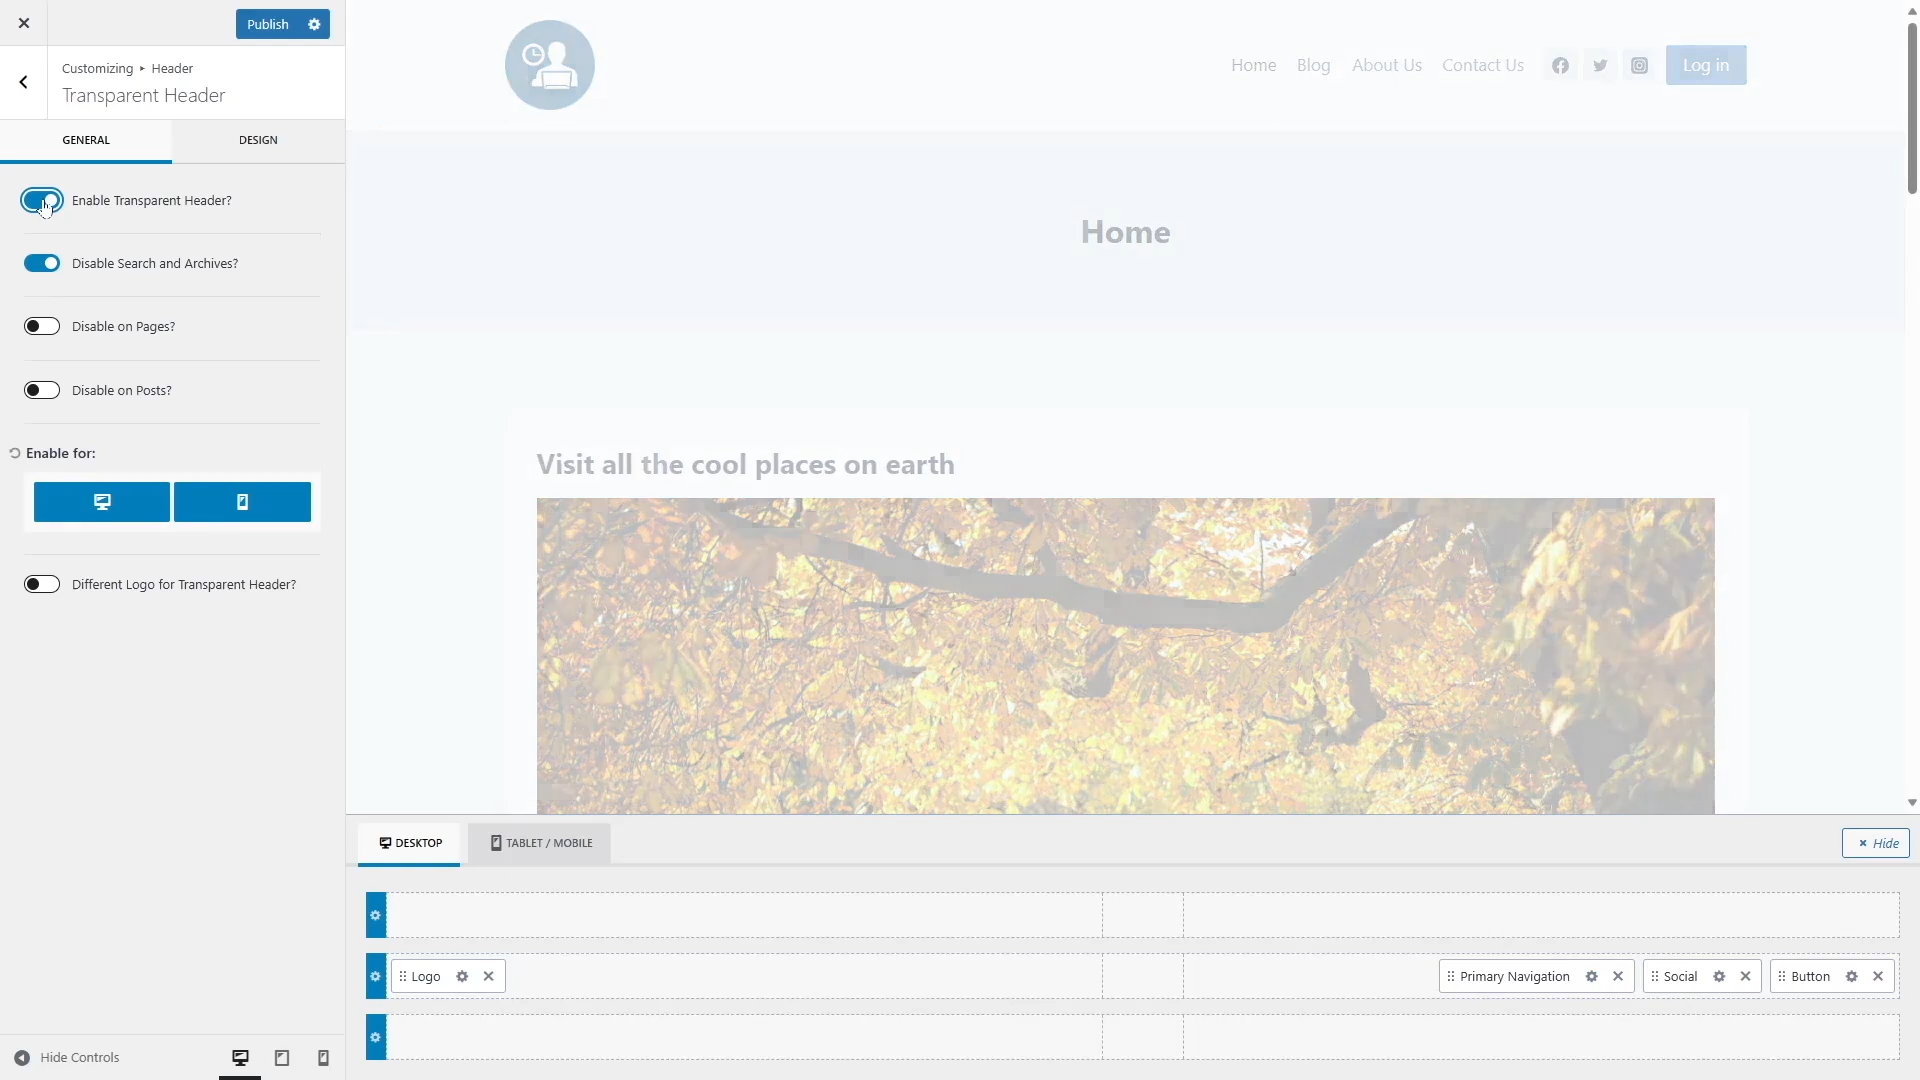 Publish
Customizing ▸ Header
Transparent Header
GENERAL
DESIGN
Enable Transparent Header?
Disable Search and Archives?
Disable on Pages?
Disable on Posts?
Enable for:
Different Logo for Transparent Header?
Hide Controls
Home
Blog
About Us
Contact Us
Log in
Home
Visit all the cool places on earth
DESKTOP
TABLET / MOBILE
Hide
Logo
Primary Navigation
Social
Button